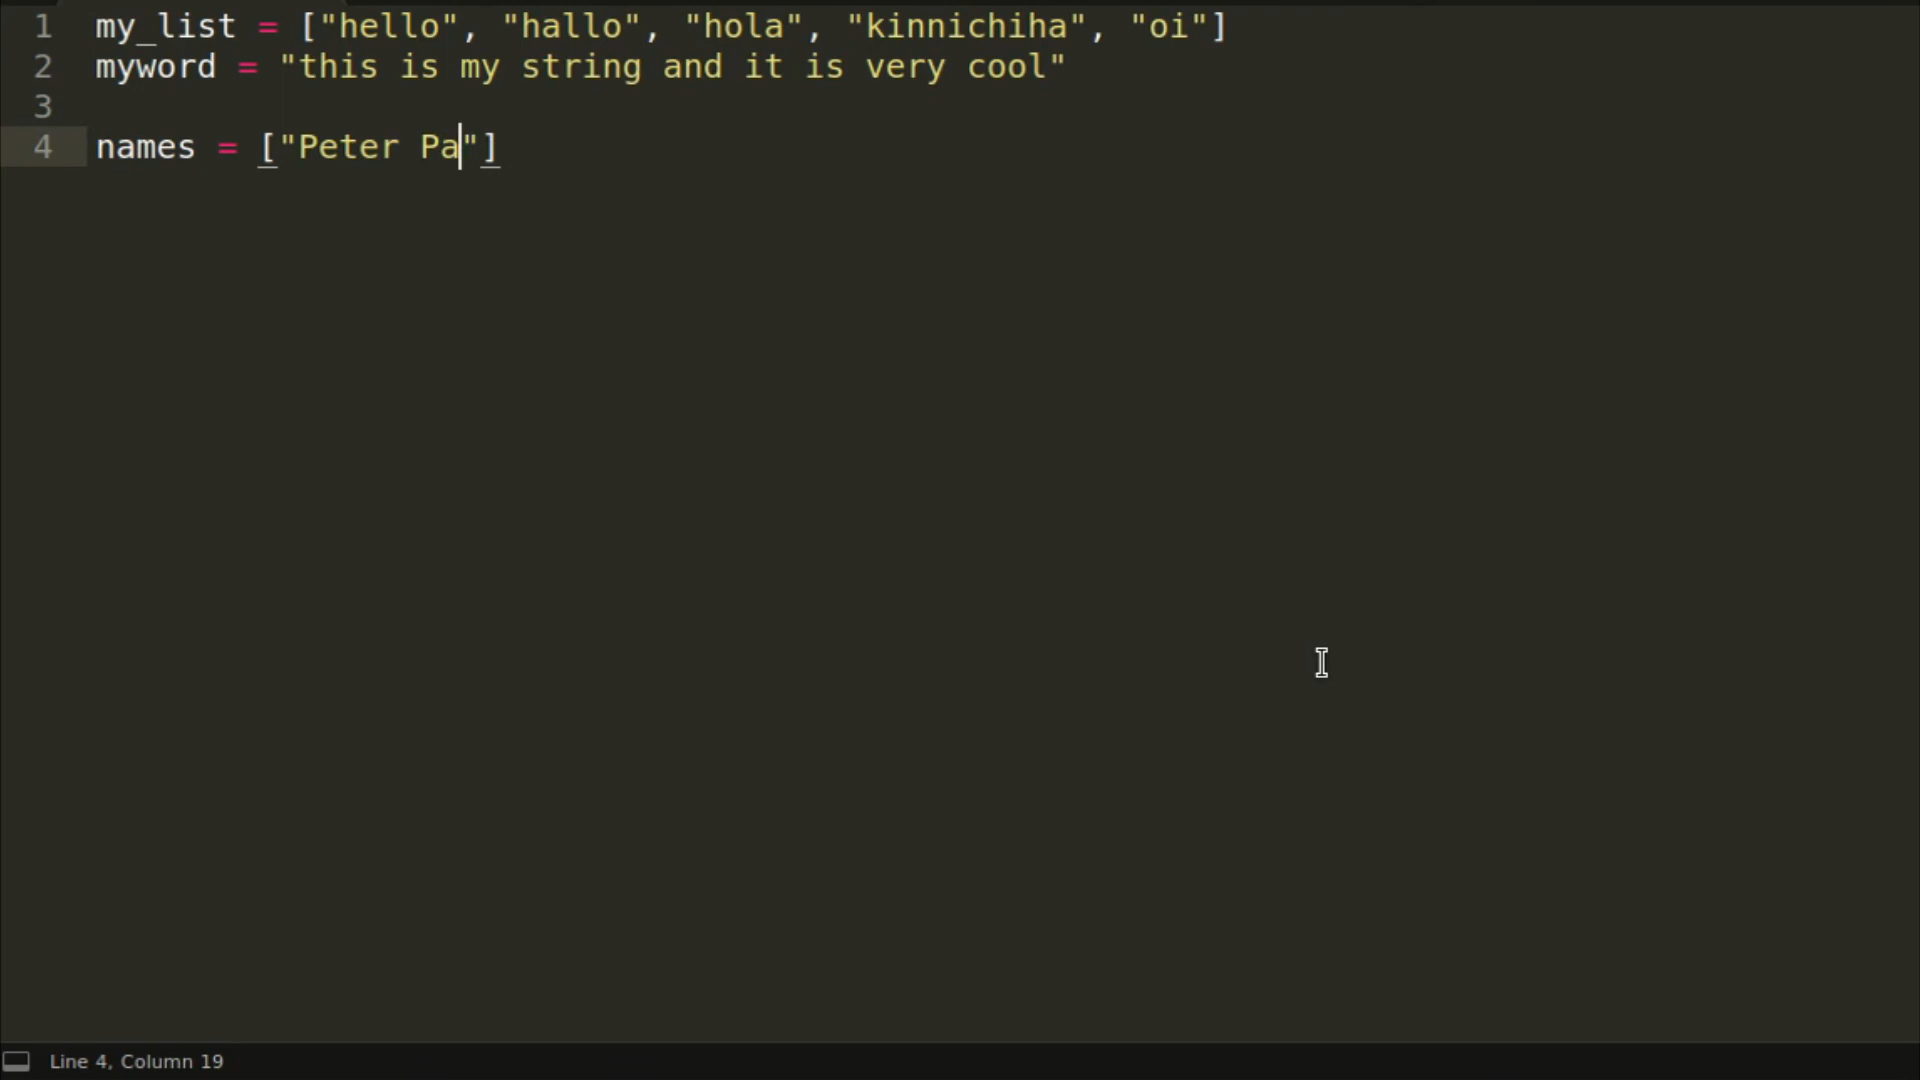 1 my_list = ["hello", "hallo", "hola", "kinnichiha", "oi"]
2 myword = "this is my string and it is very cool"
3
4 names = ["Peter Pa"]
Line 4, Column 19